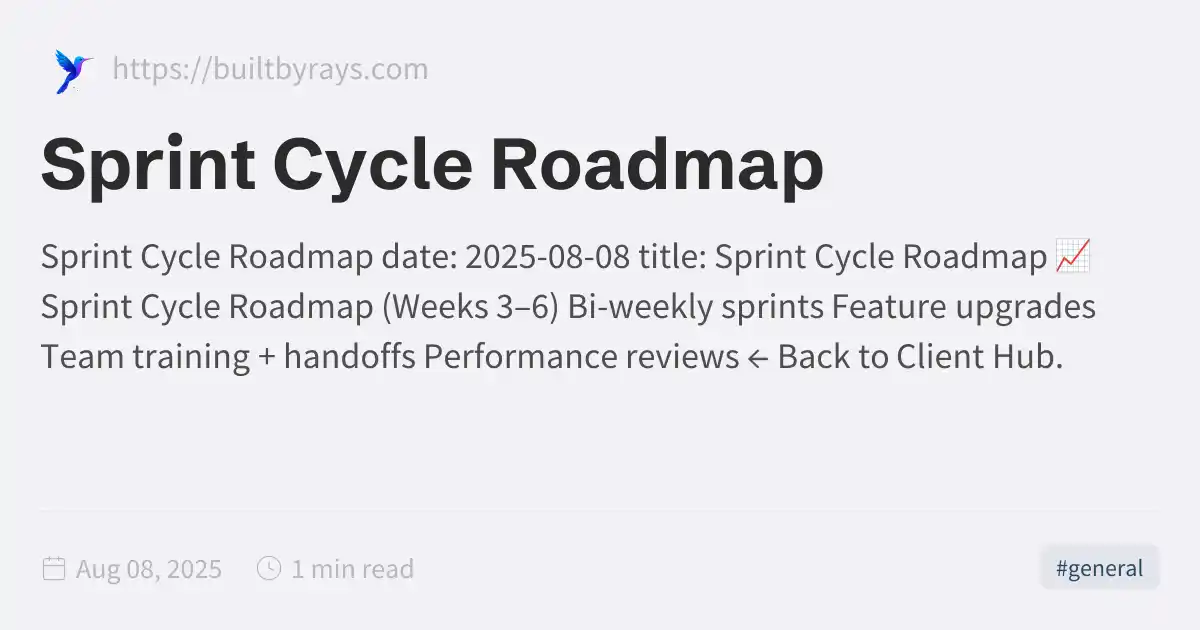 https://builtbyrays.com
Sprint Cycle Roadmap
Sprint Cycle Roadmap date: 2025-08-08 title: Sprint Cycle Roadmap 📈
Sprint Cycle Roadmap (Weeks 3–6) Bi-weekly sprints Feature upgrades
Team training + handoffs Performance reviews ← Back to Client Hub.
Aug 08, 2025 1 min read #general